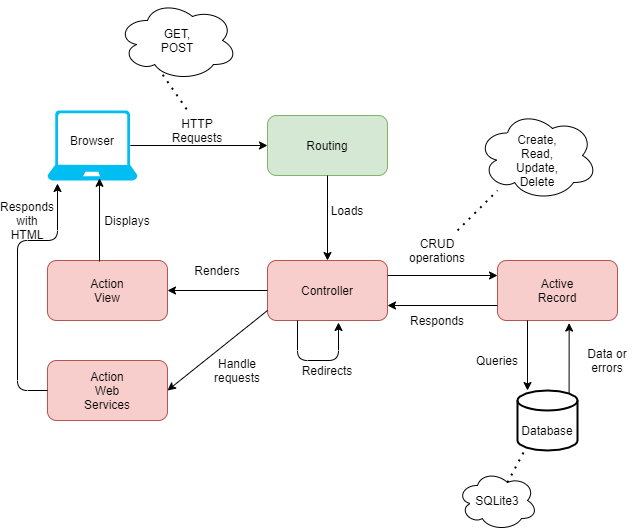 GET,
POST
HTTP
Requests
Browser
Routing
Create,
Read,
Update,
Delete
Responds
with
HTML
Displays
Loads
CRUD
operations
Action
View
Renders
Controller
Active
Record
Responds
Handle
requests
Redirects
Queries
Data or
errors
Action
Web
Services
Database
SQLite3